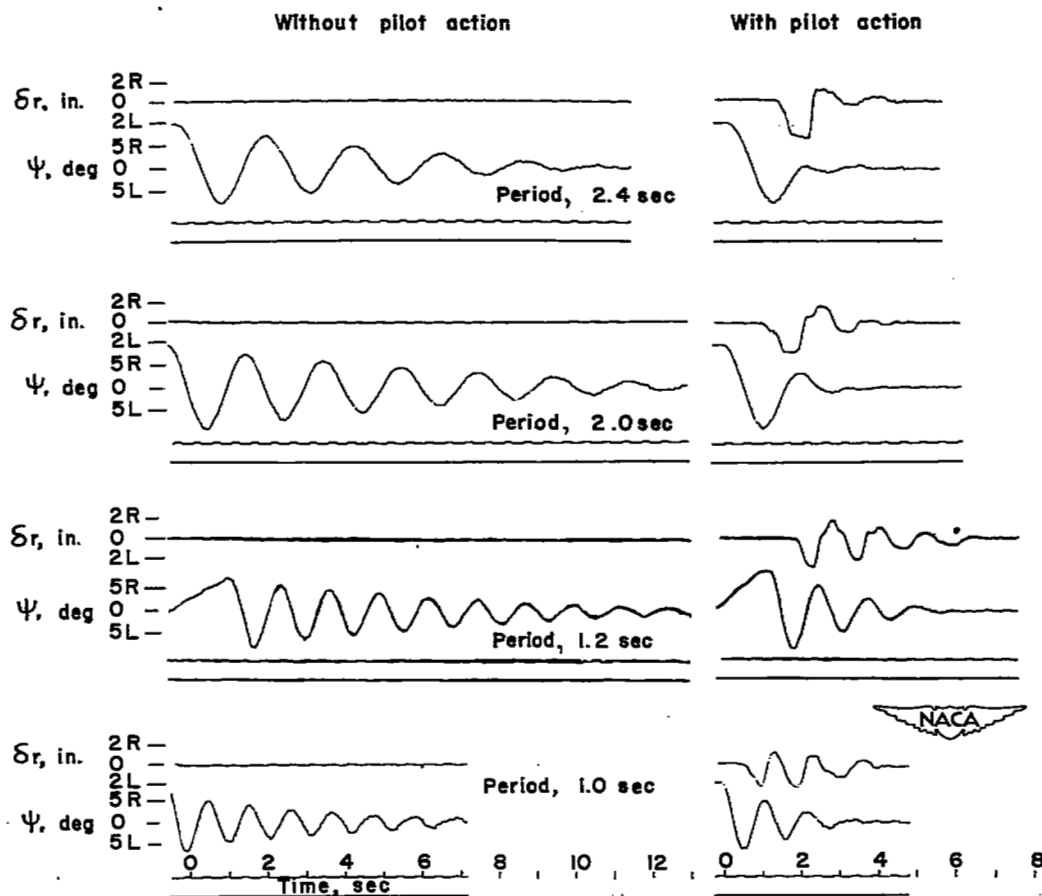 Without pilot action With pilot action
2R
δr, in. 0
2L
5R
Ψ, deg 0
5L
Period, 2.4 sec
2R
δr, in. 0
2L
5R
Ψ, deg 0
5L
Period, 2.0 sec
2R
δr, in. 0
2L
5R
Ψ, deg 0
5L
Period, 1.2 sec
NACA
2R
δr, in. 0
2L
Period, 1.0 sec
5R
Ψ, deg 0
5L
0 2 4 6 8 10 12 0 2 4 6 8
Time, sec